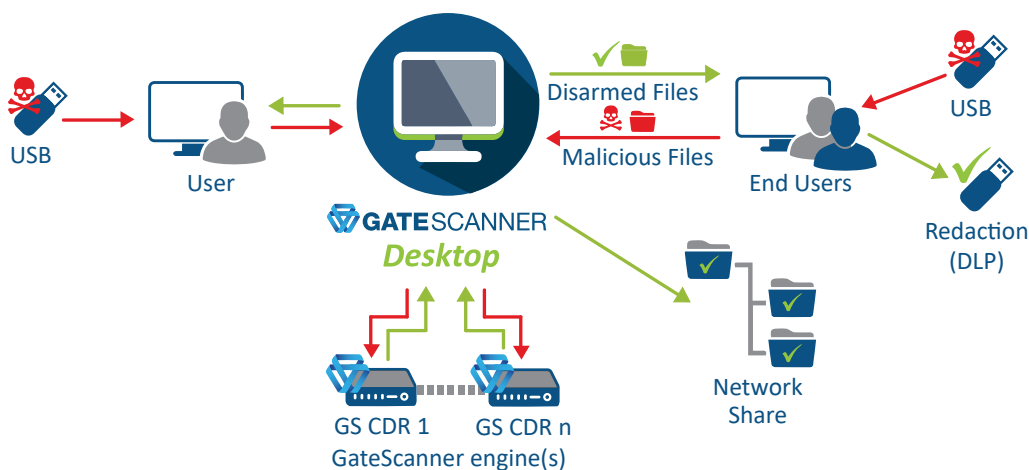 USB
User
Disarmed Files
Malicious Files
USB
End Users
Redaction
(DLP)
GATESCANNER
Desktop
Network
Share
GS CDR 1
GS CDR n
GateScanner engine(s)